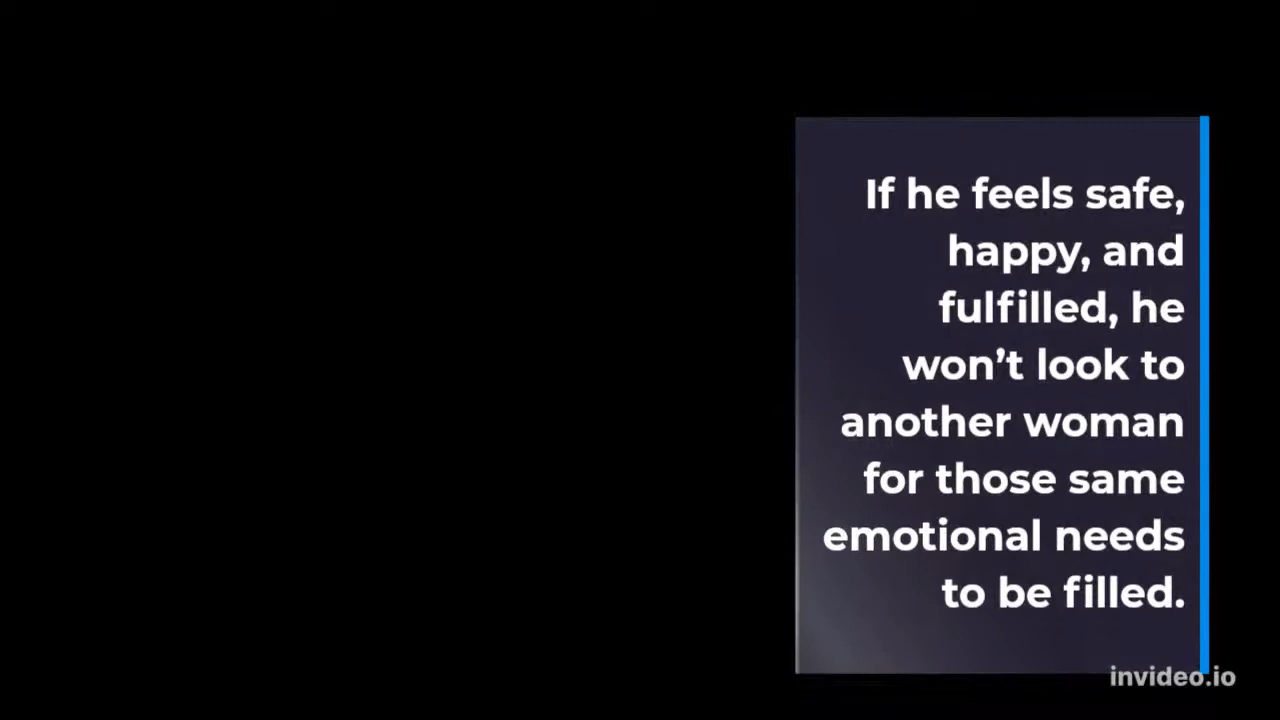 If he feels safe,
happy, and
fulfilled, he
won’t look to
another woman
for those same
emotional needs
to be filled.
invideo.io